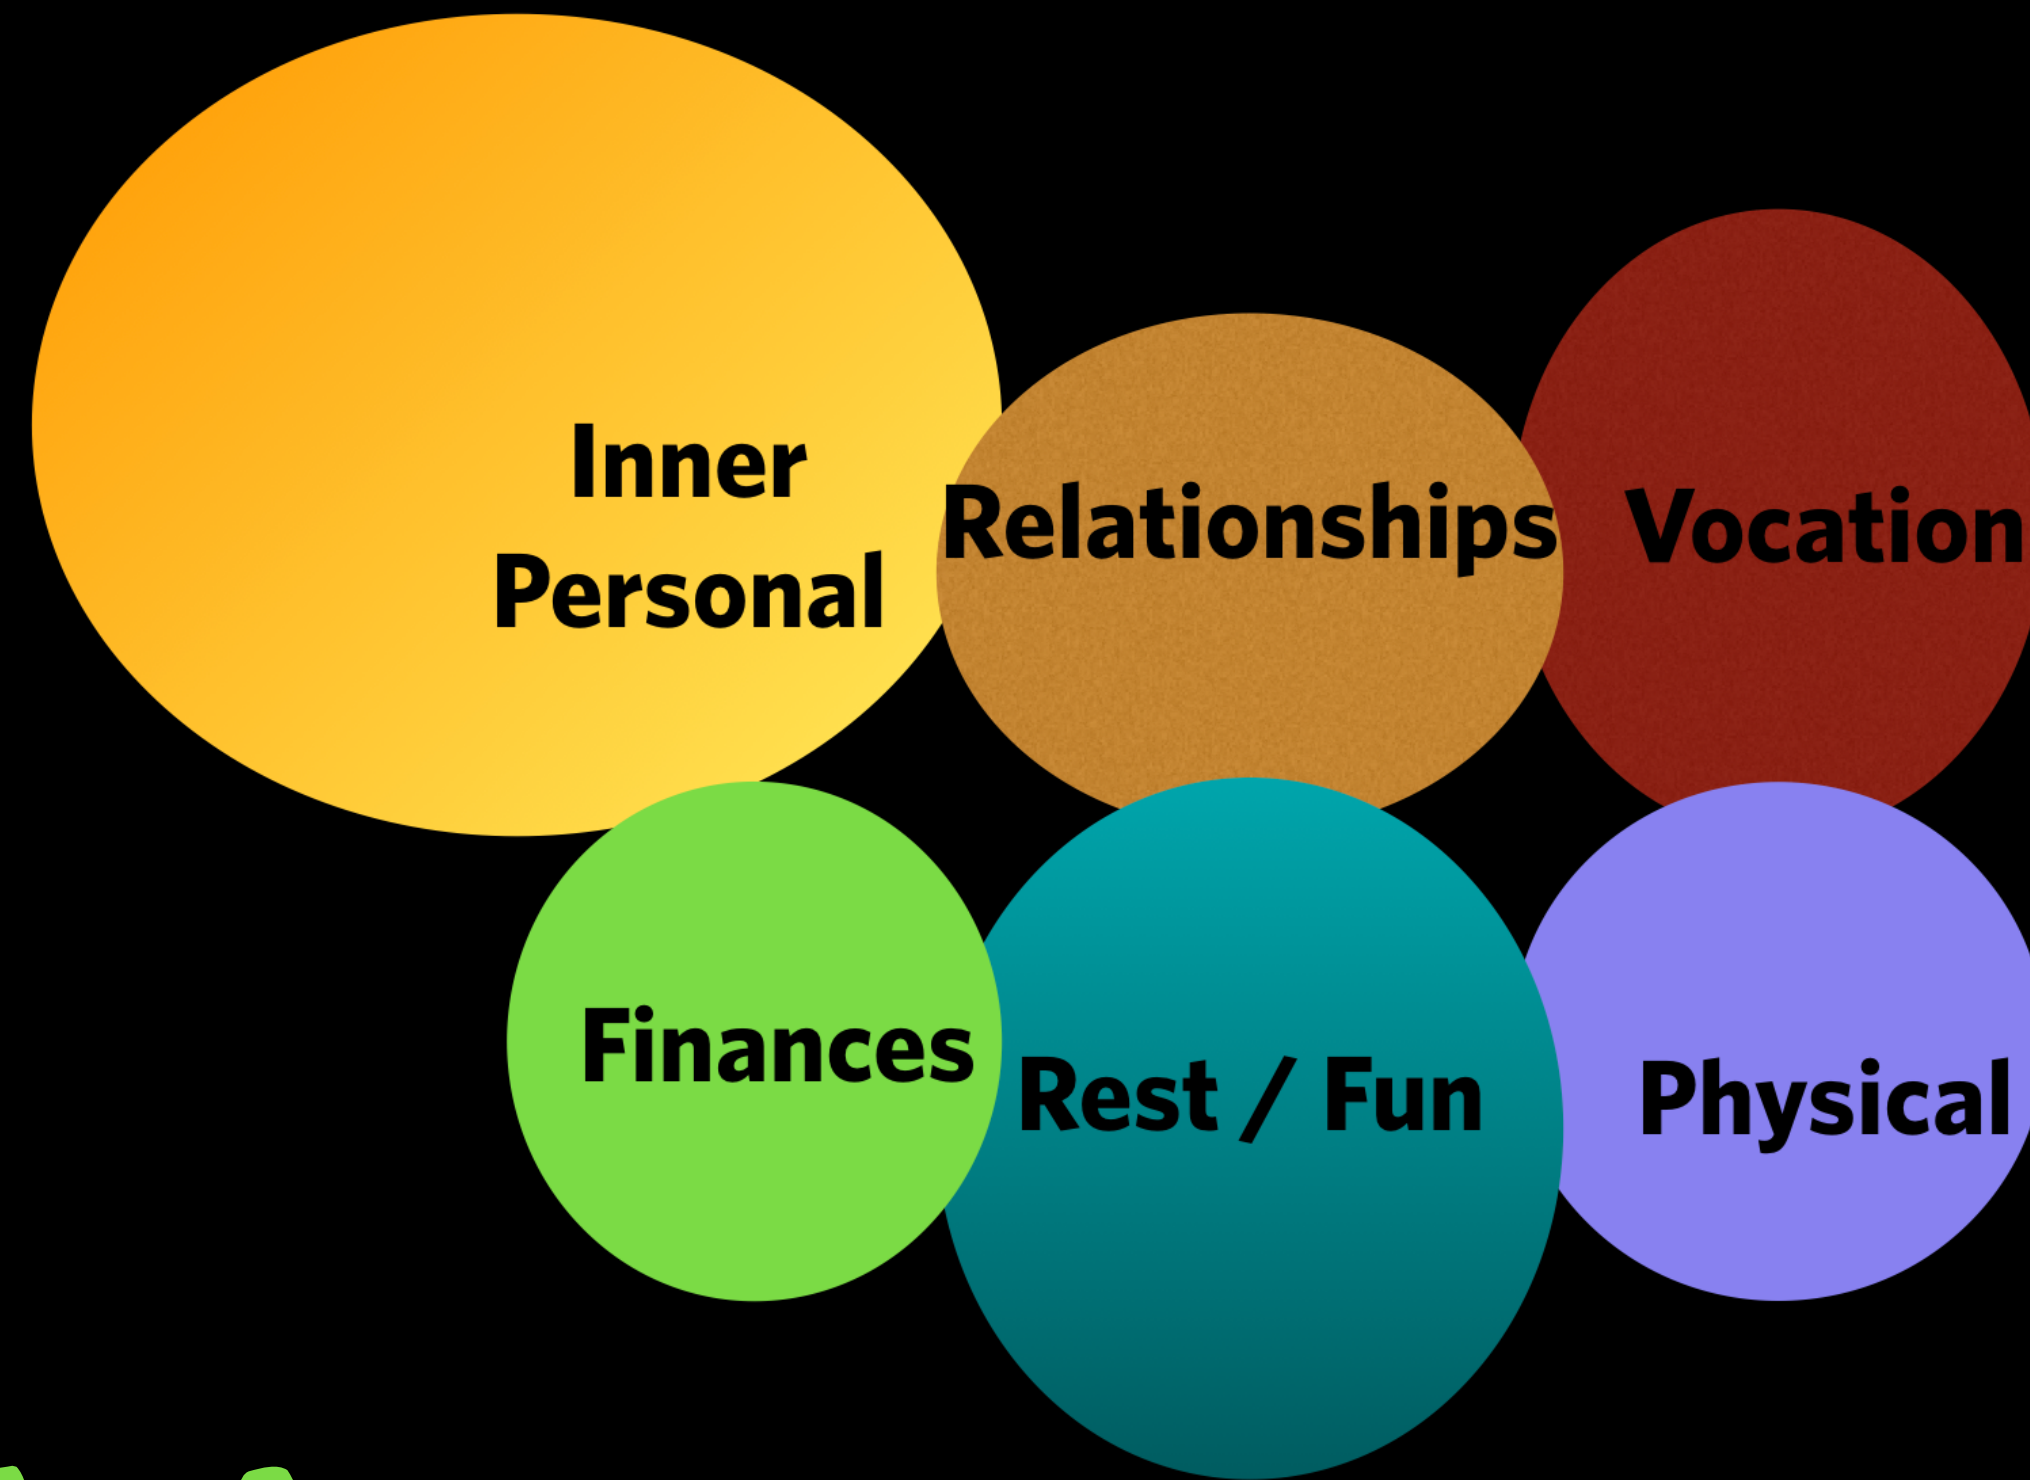 Inner
Personal
Relationships
Vocation
Finances
Rest / Fun
Physical